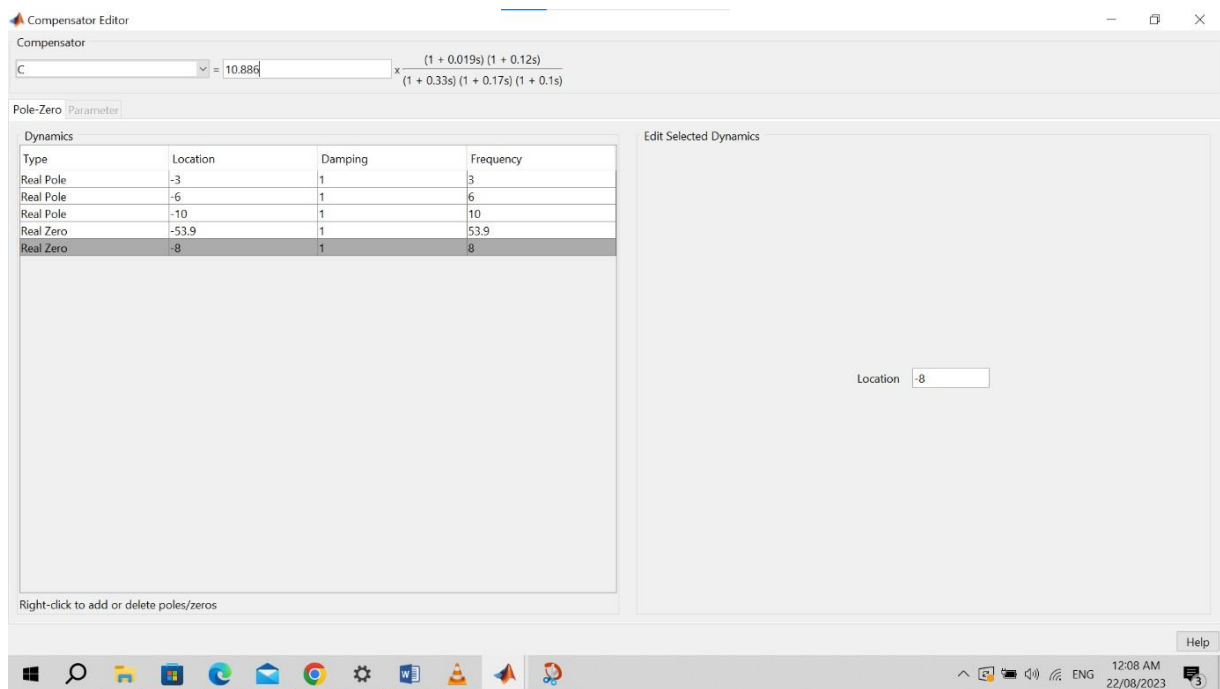 Compensator Editor
Compensator
C = 10.886 x (1 + 0.019s) (1 + 0.12s)
(1 + 0.33s) (1 + 0.17s) (1 + 0.1s)
Pole-Zero Parameter
Dynamics
Type Location Damping Frequency
Real Pole -3 1 3
Real Pole -6 1 6
Real Pole -10 1 10
Real Zero -53.9 1 53.9
Real Zero -8 1 8
Right-click to add or delete poles/zeros
Edit Selected Dynamics
Location -8
Help
W
ENG
12:08 AM
22/08/2023
3